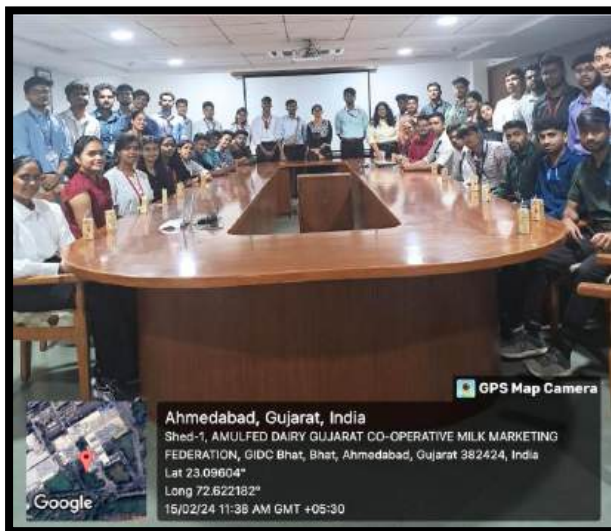 GPS Map Camera
Ahmedabad, Gujarat, India
Shed-1, AMULFED DAIRY GUJARAT CO-OPERATIVE MILK MARKETING
FEDERATION, GIDC Bhat, Bhat, Ahmedabad, Gujarat 382424, India
Lat 23.09604°
Long 72.622182°
15/02/24 11:38 AM GMT +05:30
Google